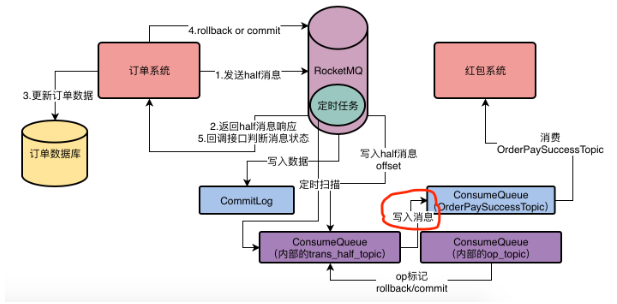 4.rollback or commit
订单系统
1.发送half消息
RocketMQ
红包系统
定时任务
3.更新订单数据
2.返回half消息响应
5.回调接口判断消息状态
订单数据库
写入数据
写入half消息
offset
消费
OrderPaySuccessTopic
CommitLog
定时扫描
ConsumeQueue
（OrderPaySuccessTopic）
写入消息
ConsumeQueue
（内部的trans_half_topic）
ConsumeQueue
（内部的op_topic）
op标记
rollback/commit